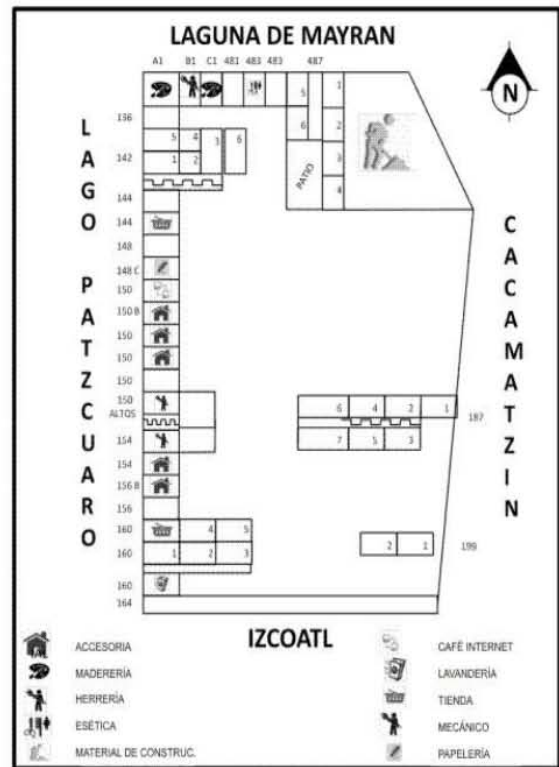 LAGUNA DE MAYRAN
A1 B1 C1 481 483 483 487
N
LAGO PATZCUARO
CACAMATZIN
136
142
144
144
148
148 C
150
150 B
150
150
150
150
ALTOS
154
154
156 B
156
160
160
160
164
5 4 3 6
1 2
5 1
6 2
3
4
PATIO
6 4 2 1
7 5 3
187
4 5
1 2 3
2 1
199
IZCOATL
ACCESORIA
MADERERÍA
HERRERÍA
ESÉTICA
MATERIAL DE CONSTRUC.
CAFÉ INTERNET
LAVANDERÍA
TIENDA
MECÁNICO
PAPELERÍA